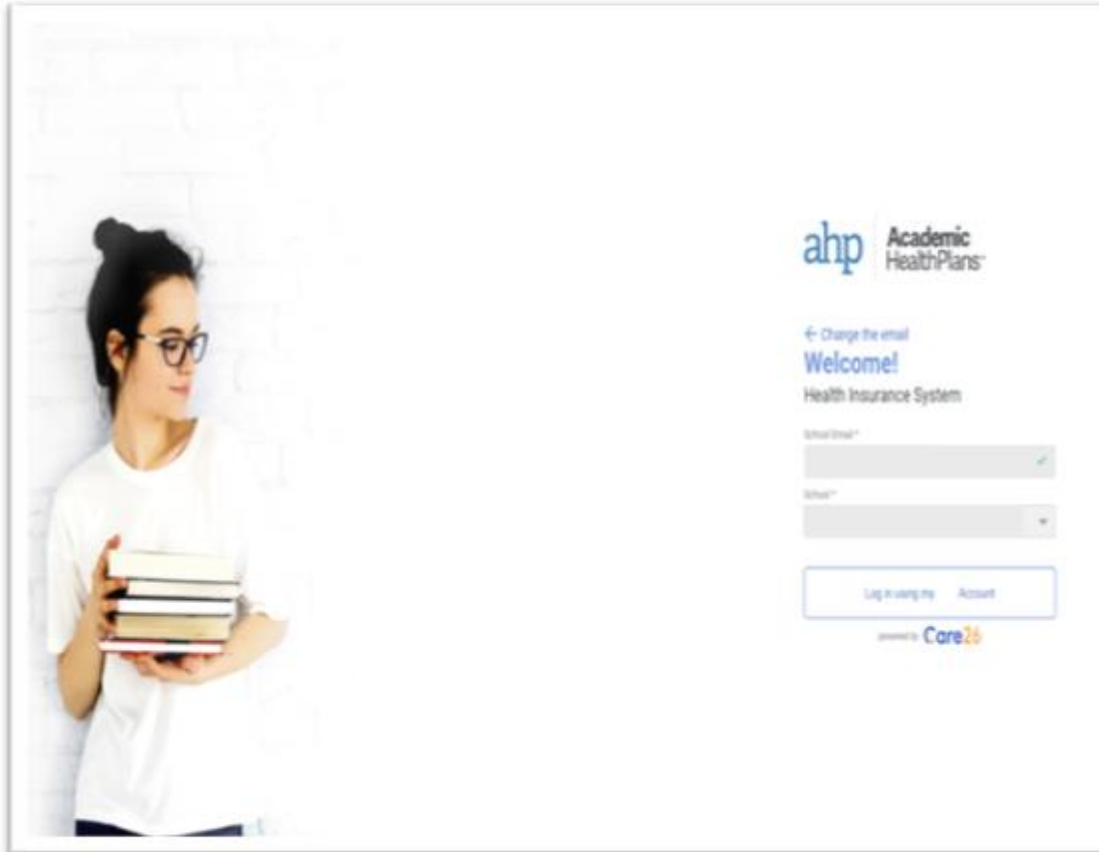 ahp
Academic
HealthPlans
← Change the email
Welcome!
Health Insurance System
School Email *
School *
Log in using my Account
powered by Care26